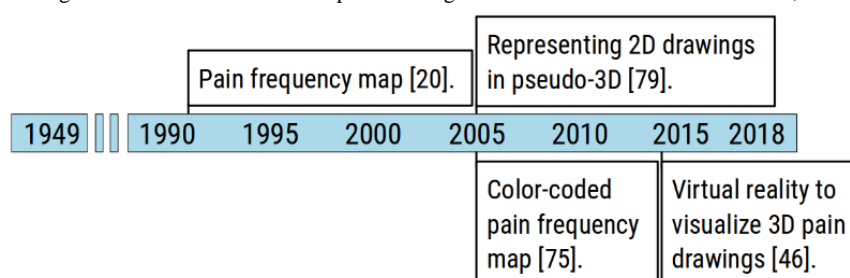 Representing 2D drawings
in pseudo-3D [79].
Pain frequency map [20].
1949 1990 1995 2000 2005 2010 2015 2018
Color-coded
pain frequency
map [75].
Virtual reality to
visualize 3D pain
drawings [46].